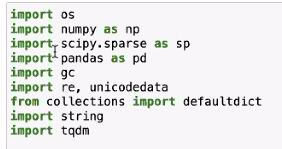 import os
import numpy as np
import scipy.sparse as sp
import pandas as pd
import gc
import re, unicodedata
from collections import defaultdict
import string
import tqdm